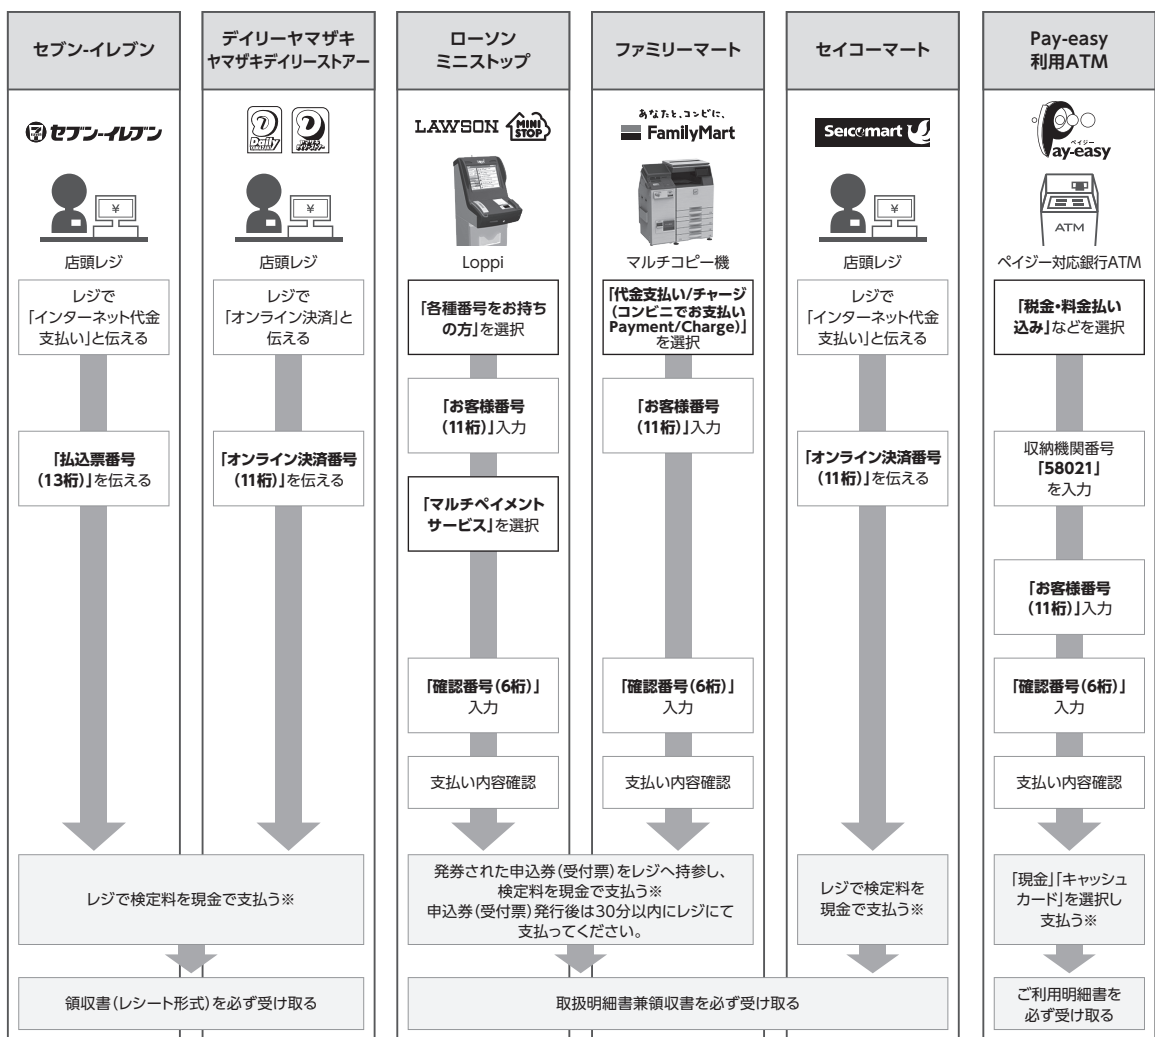 セブン-イレブン
デイリーヤマザキ
ヤマザキデイリーストアー
ローソン
ミニストップ
ファミリーマート
セイコーマート
Pay-easy
利用ATM
7
セブン-イレブン
Daily
LAWSON
MINI
STOP
あなたと、コンビに、
FamilyMart
Seicomart
ペイジー
Pay-easy
¥
¥
¥
ATM
店頭レジ
店頭レジ
Loppi
マルチコピー機
店頭レジ
ペイジー対応銀行ATM
レジで
「インターネット代金
支払い」と伝える
「払込票番号
(13桁)」を伝える
レジで
「オンライン決済」と
伝える
「オンライン決済番号
(11桁)」を伝える
「各種番号をお持ち
の方」を選択
「お客様番号
(11桁)」入力
「マルチペイメント
サービス」を選択
「確認番号(6桁)」
入力
支払い内容確認
「代金支払い/チャージ
(コンビニでお支払い
Payment/Charge)」
を選択
「お客様番号
(11桁)」入力
「確認番号(6桁)」
入力
支払い内容確認
レジで
「インターネット代金
支払い」と伝える
「オンライン決済番号
(11桁)」を伝える
「税金・料金払い
込み」などを選択
収納機関番号
「58021」
を入力
「お客様番号
(11桁)」入力
「確認番号(6桁)」
入力
支払い内容確認
レジで検定料を現金で支払う※
発券された申込券(受付票)をレジへ持参し、
検定料を現金で支払う※
申込券(受付票)発行後は30分以内にレジにて
支払ってください。
レジで検定料を
現金で支払う※
「現金」「キャッシュ
カード」を選択し
支払う※
領収書(レシート形式)を必ず受け取る
取扱明細書兼領収書を必ず受け取る
ご利用明細書を
必ず受け取る